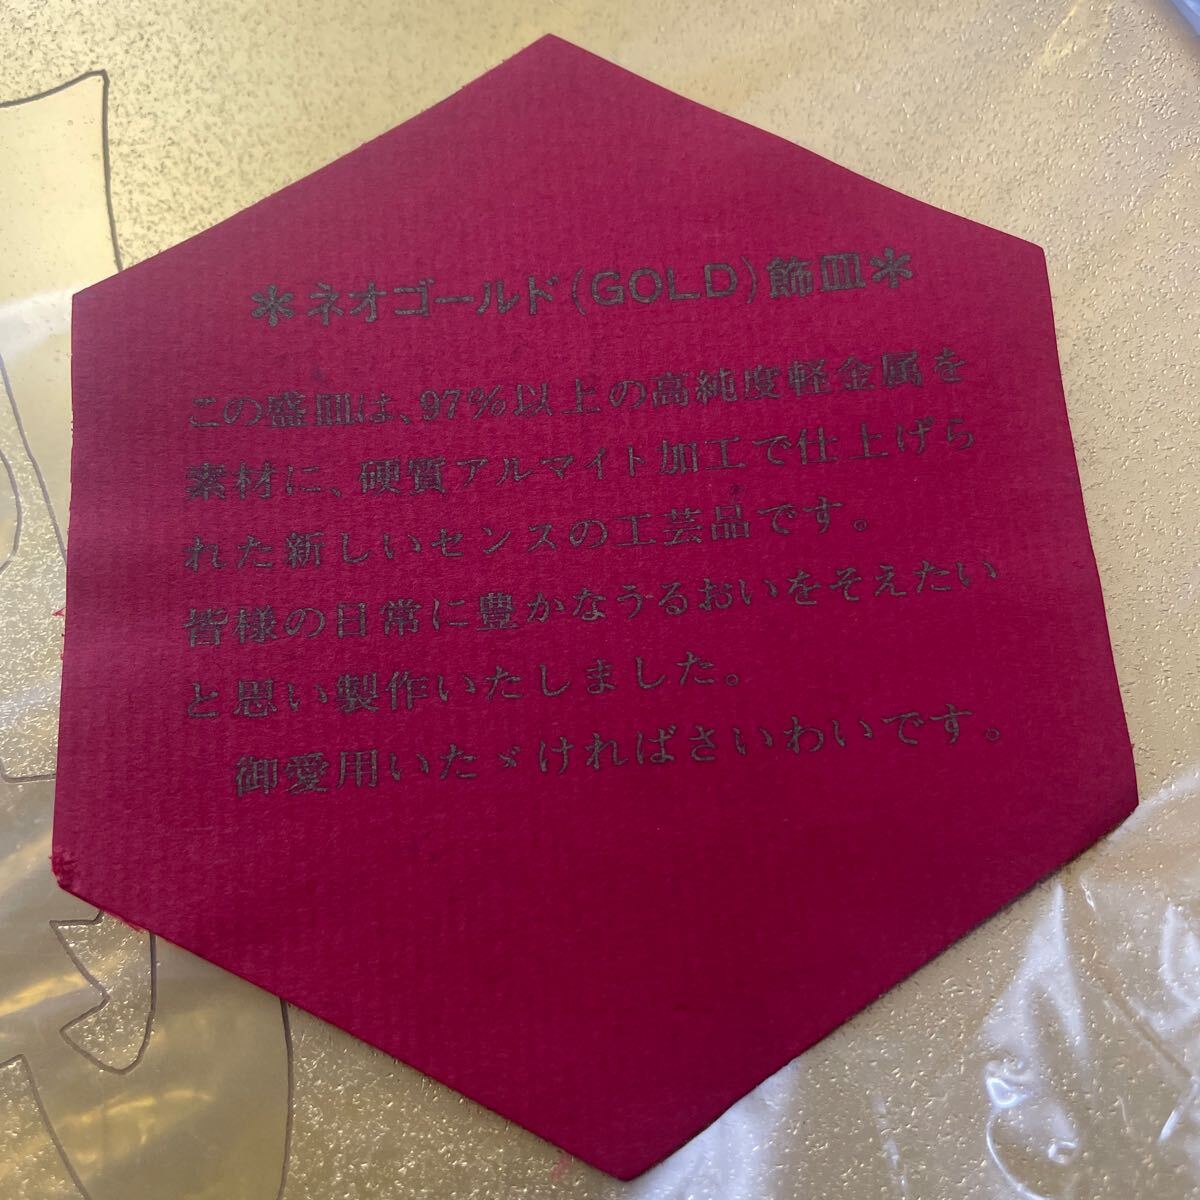 ＊ネオゴールド(GOLD)飾皿＊
この盛皿は、97％以上の高純度軽金属を
素材に、硬質アルマイト加工で仕上げら
れた新しいセンスの工芸品です。
皆様の日常に豊かなうるおいをそえたい
と思い製作いたしました。
御愛用いたゞければさいわいです。